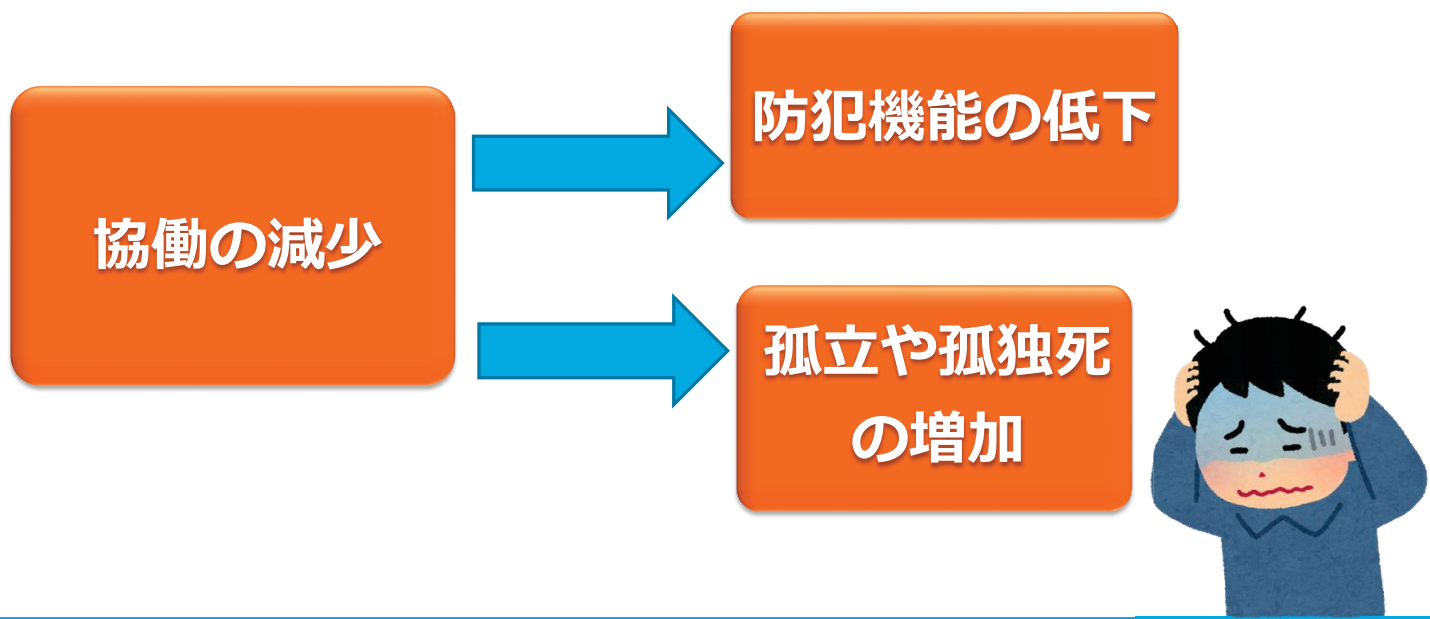 協働の減少
防犯機能の低下
孤立や孤独死
の増加